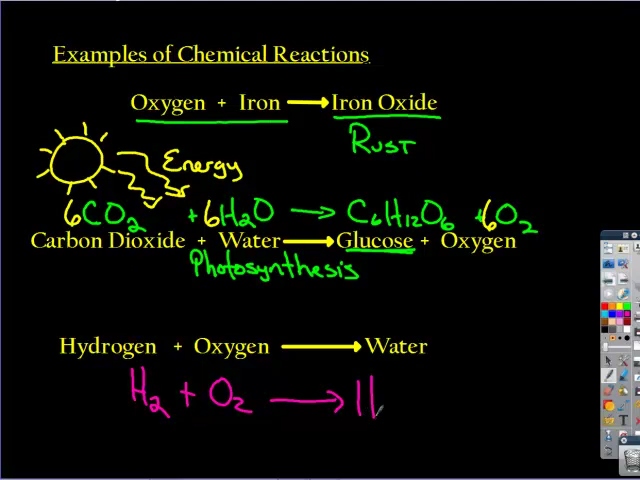 Examples of Chemical Reactions
Oxygen + Iron → Iron Oxide
Rust
Energy
6CO2 + 6H2O → C6H12O6 + 6O2
Carbon Dioxide + Water → Glucose + Oxygen
Photosynthesis
Hydrogen + Oxygen → Water
H2 + O2 →